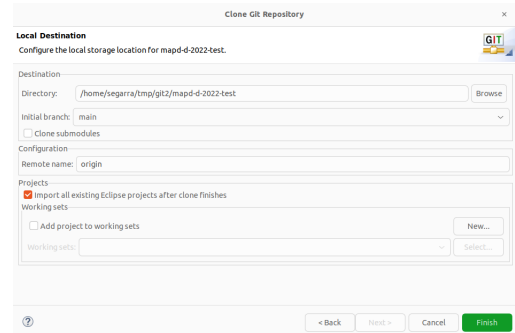 Clone Git Repository
×
Local Destination
Configure the local storage location for mapd-d-2022-test.
GIT
Destination
Directory: /home/segarra/tmp/git2/mapd-d-2022-test Browse
Initial branch: main
Clone submodules
Configuration
Remote name: origin
Projects
Import all existing Eclipse projects after clone finishes
Working sets
Add project to working sets New...
Working sets: Select...
? < Back Next > Cancel Finish